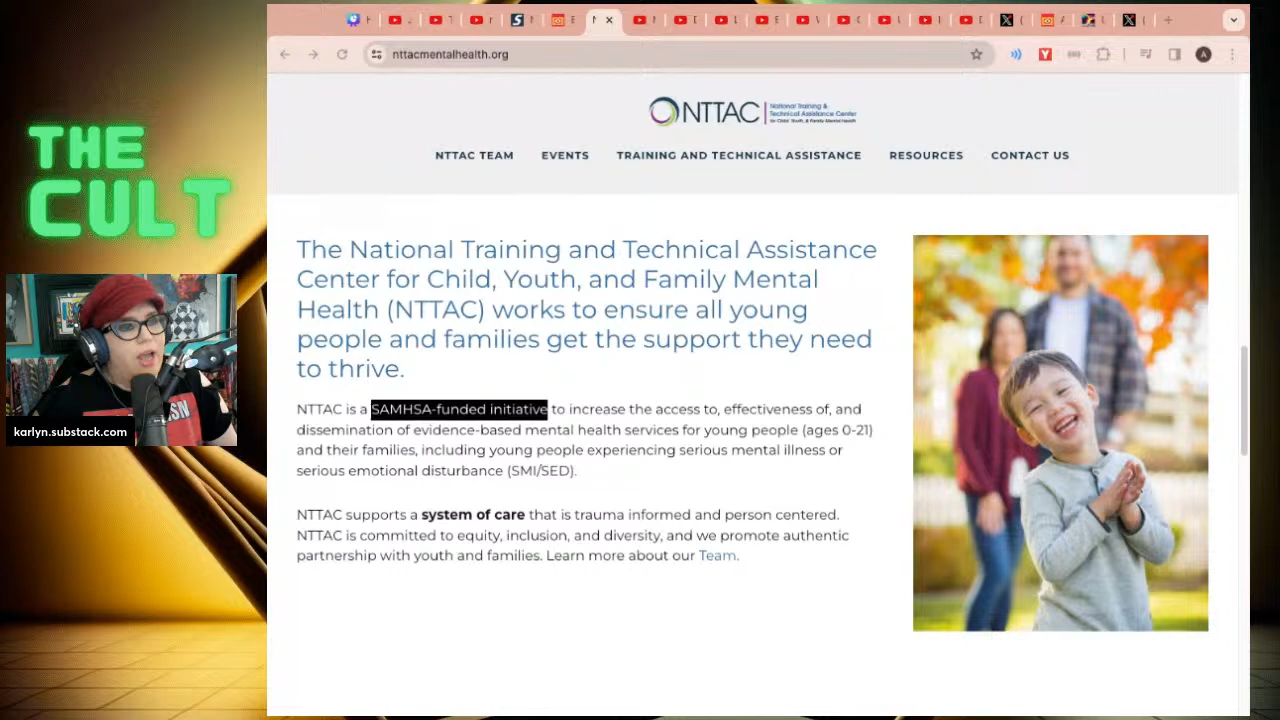 THE
CULT
karlyn.substack.com
nttacmentalhealth.org
NTTAC
National Training &
Technical Assistance Center
for Child, Youth, & Family Mental Health
NTTAC TEAM EVENTS TRAINING AND TECHNICAL ASSISTANCE RESOURCES CONTACT US
The National Training and Technical Assistance
Center for Child, Youth, and Family Mental
Health (NTTAC) works to ensure all young
people and families get the support they need
to thrive.
NTTAC is a SAMHSA-funded initiative to increase the access to, effectiveness of, and
dissemination of evidence-based mental health services for young people (ages 0-21)
and their families, including young people experiencing serious mental illness or
serious emotional disturbance (SMI/SED).
NTTAC supports a system of care that is trauma informed and person centered.
NTTAC is committed to equity, inclusion, and diversity, and we promote authentic
partnership with youth and families. Learn more about our Team.